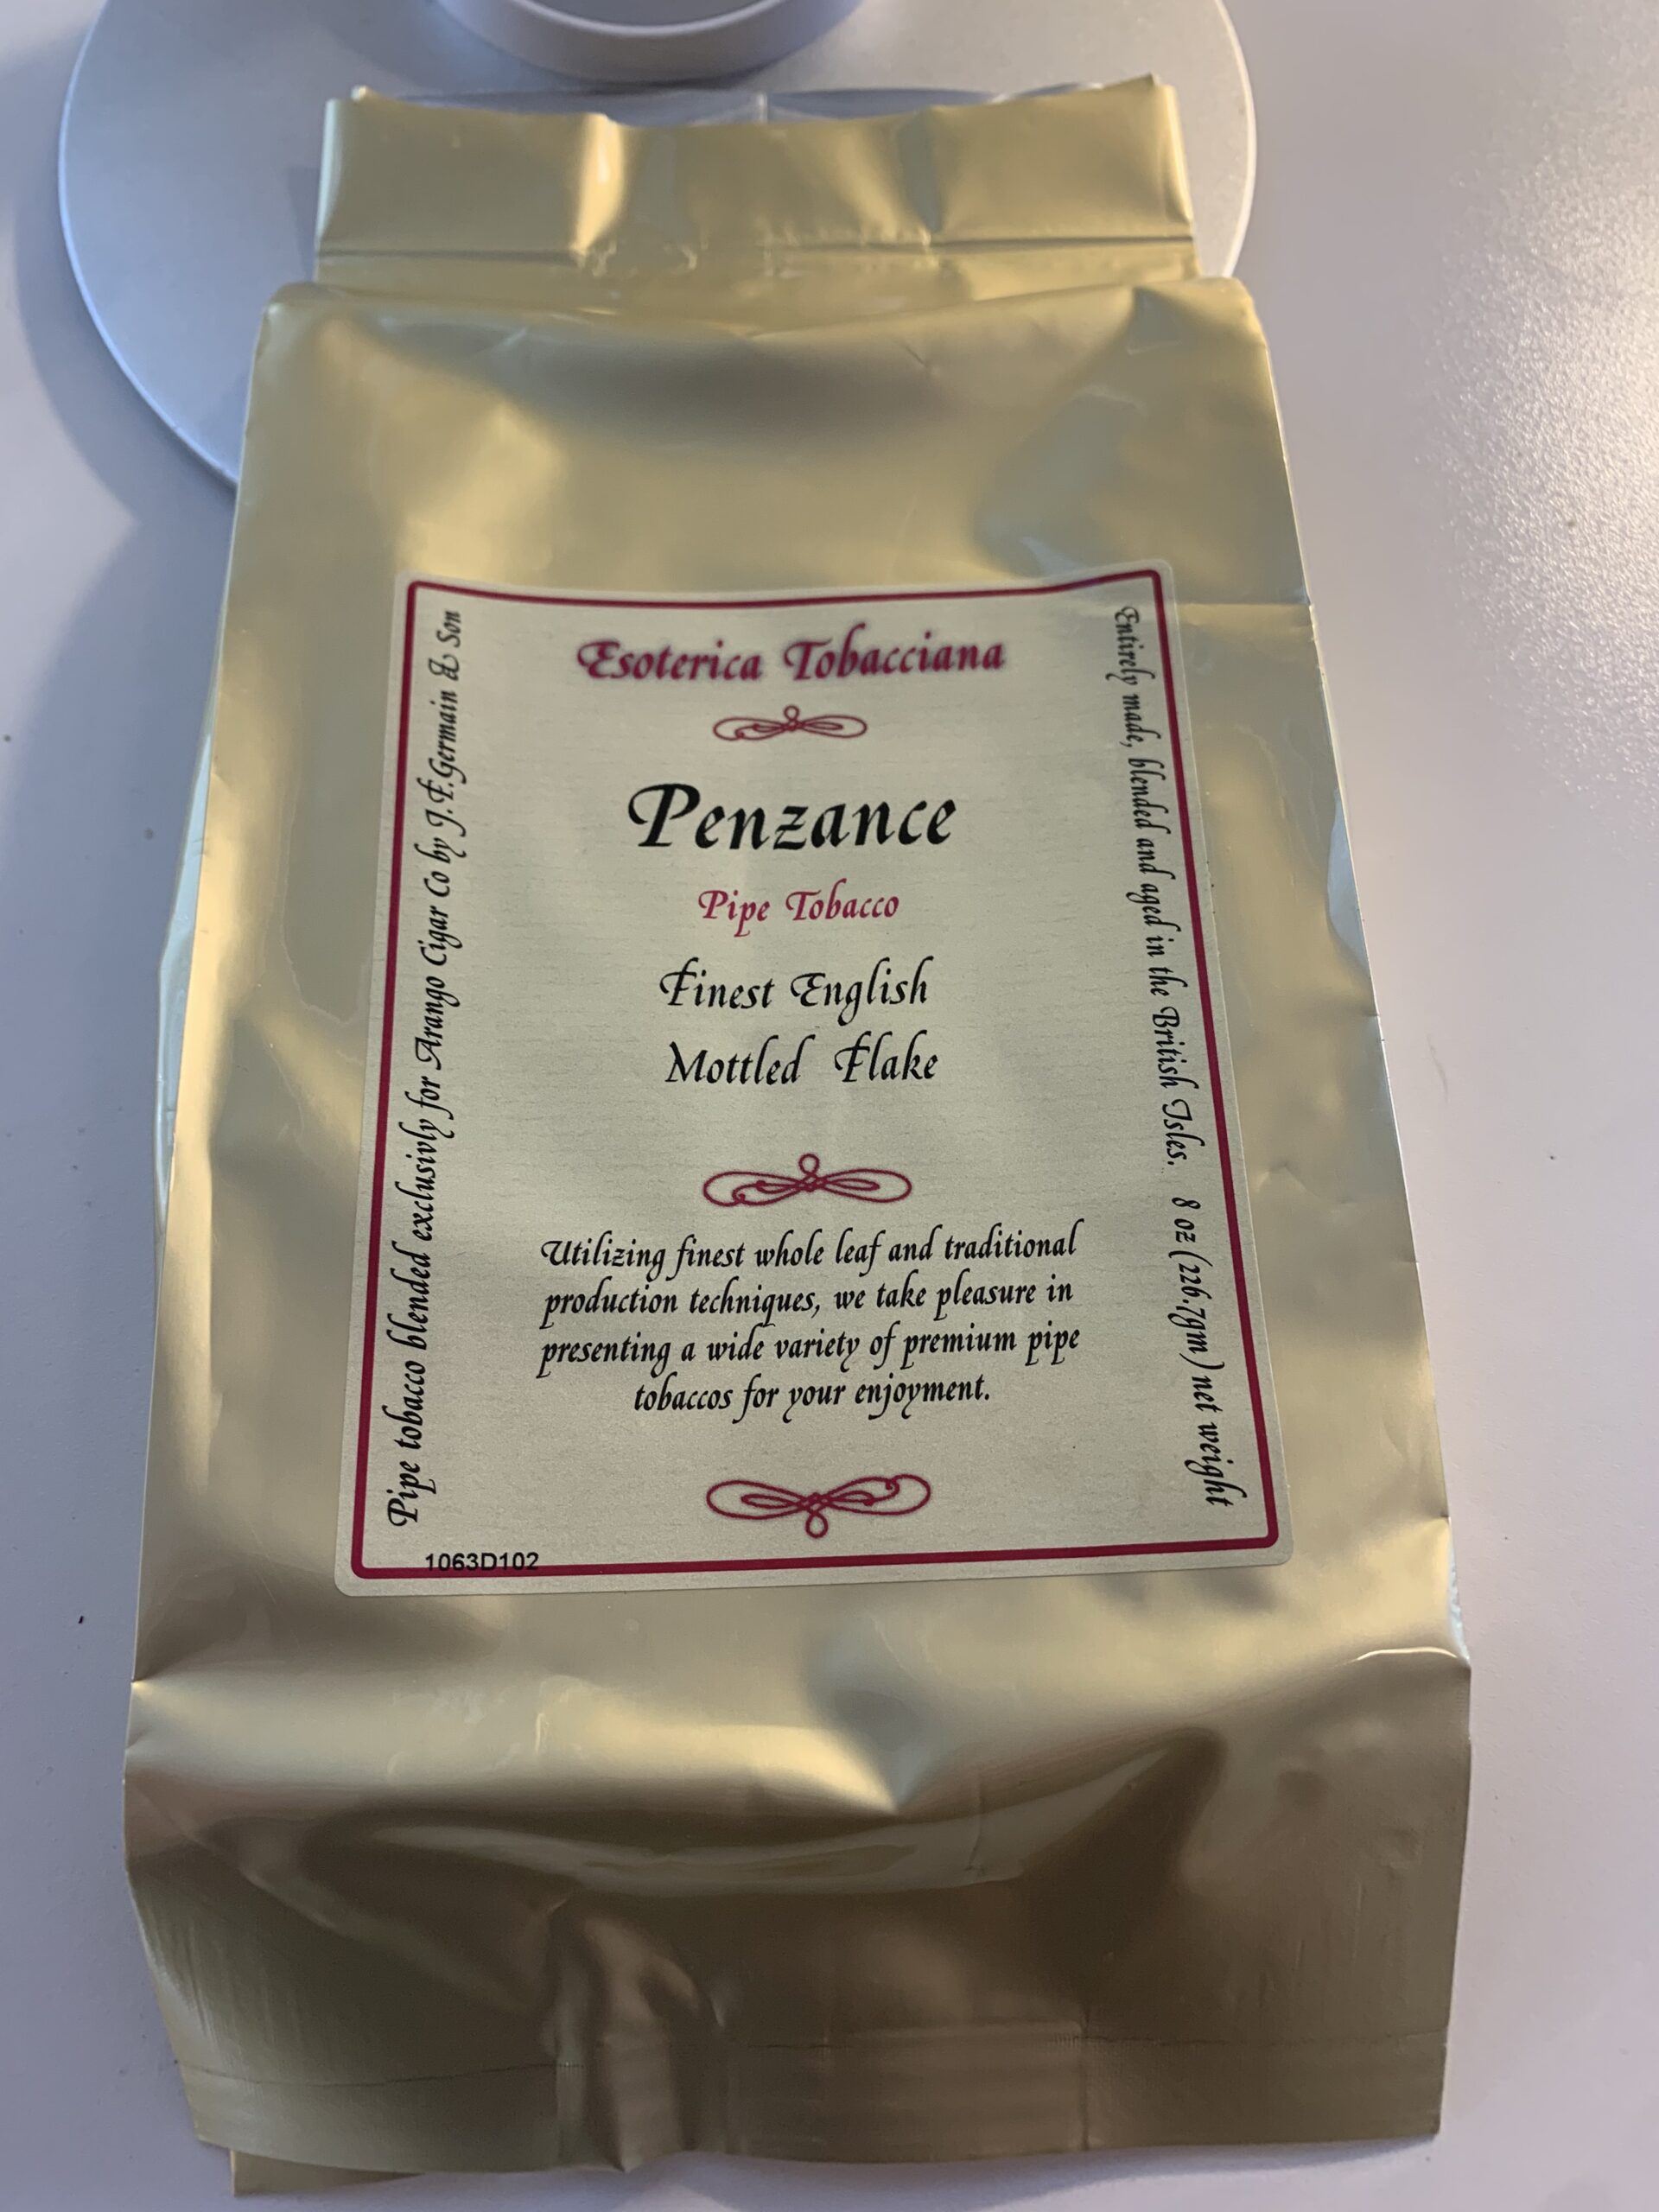 Esoterica Tobacciana
Penzance
Pipe Tobacco
Finest English
Mottled Flake
Utilizing finest whole leaf and traditional
production techniques, we take pleasure in
presenting a wide variety of premium pipe
tobaccos for your enjoyment.
Pipe tobacco blended exclusivly for Arango Cigar Co by J.F.Germain & Son
Entirely made, blended and aged in the British Isles. 8 oz (226.7gm) net weight
1063D102